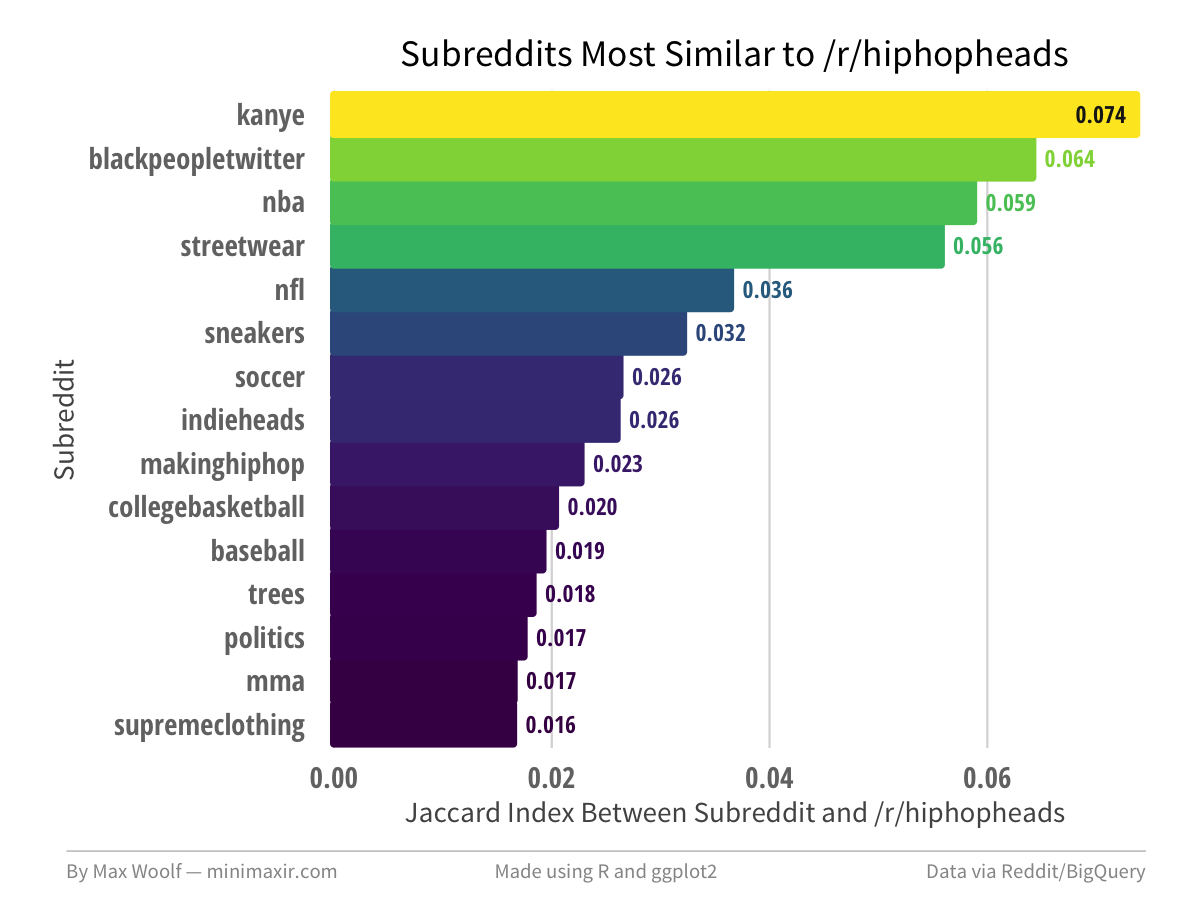 Subreddits Most Similar to /r/hiphopheads
kanye 0.074
blackpeopletwitter 0.064
nba 0.059
streetwear 0.056
nfl 0.036
sneakers 0.032
soccer 0.026
indieheads 0.026
makinghiphop 0.023
collegebasketball 0.020
baseball 0.019
trees 0.018
politics 0.017
mma 0.017
supremeclothing 0.016
Subreddit
0.00 0.02 0.04 0.06
Jaccard Index Between Subreddit and /r/hiphopheads
By Max Woolf — minimaxir.com Made using R and ggplot2 Data via Reddit/BigQuery